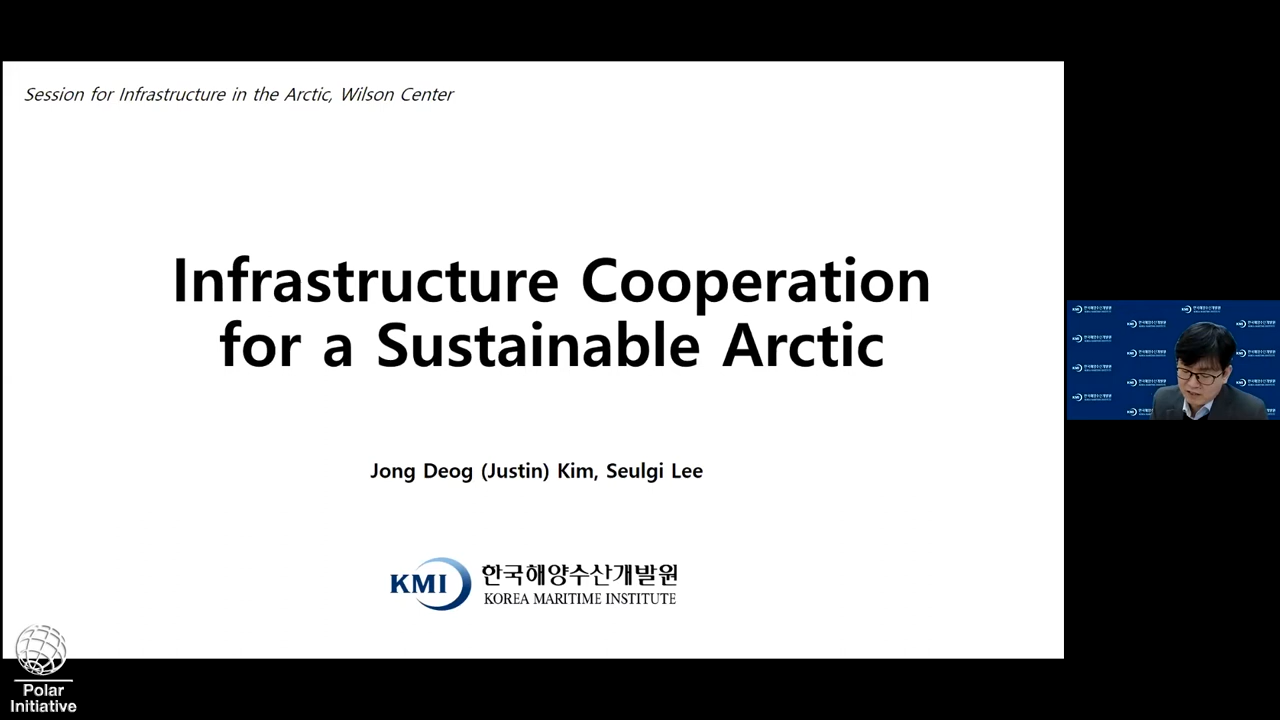 Session for Infrastructure in the Arctic, Wilson Center
Infrastructure Cooperation
for a Sustainable Arctic
Jong Deog (Justin) Kim, Seulgi Lee
KMI
한국해양수산개발원
KOREA MARITIME INSTITUTE
Polar
Initiative